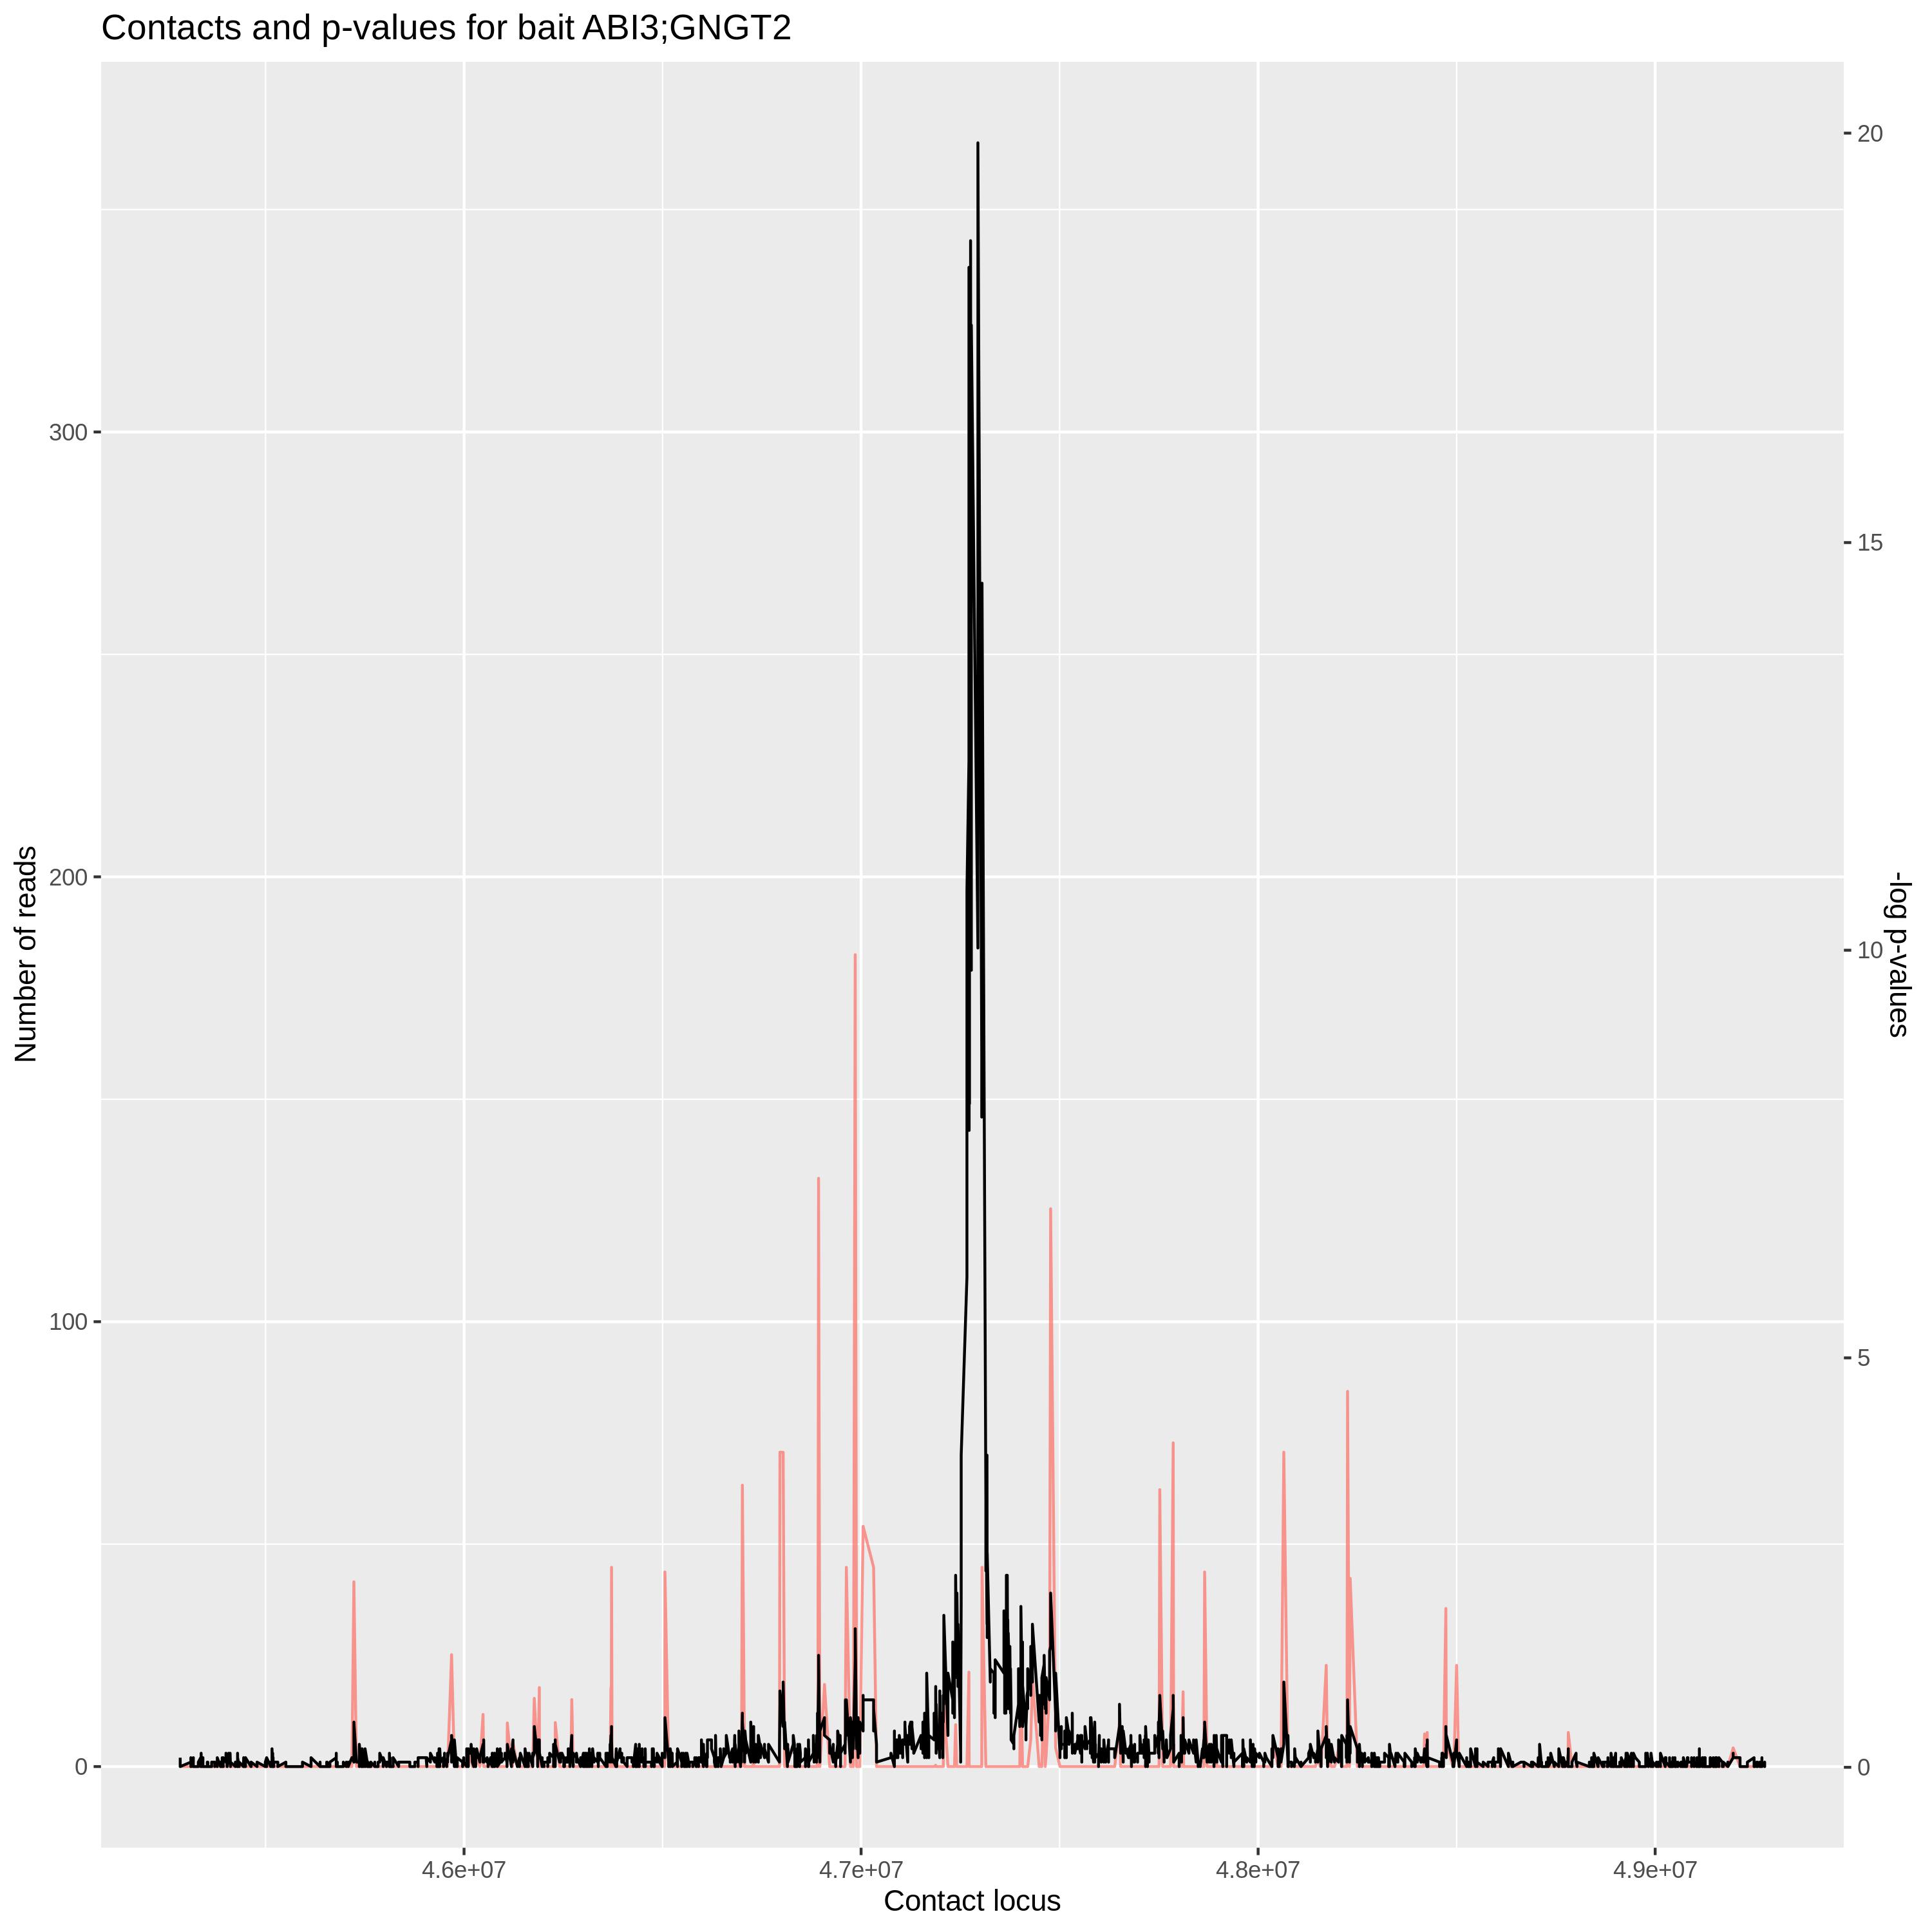 Contacts and p-values for bait ABI3;GNGT2
Number of reads
300
200
100
0
20
15
10
5
0
-log p-values
4.6e+07
4.7e+07
4.8e+07
4.9e+07
Contact locus